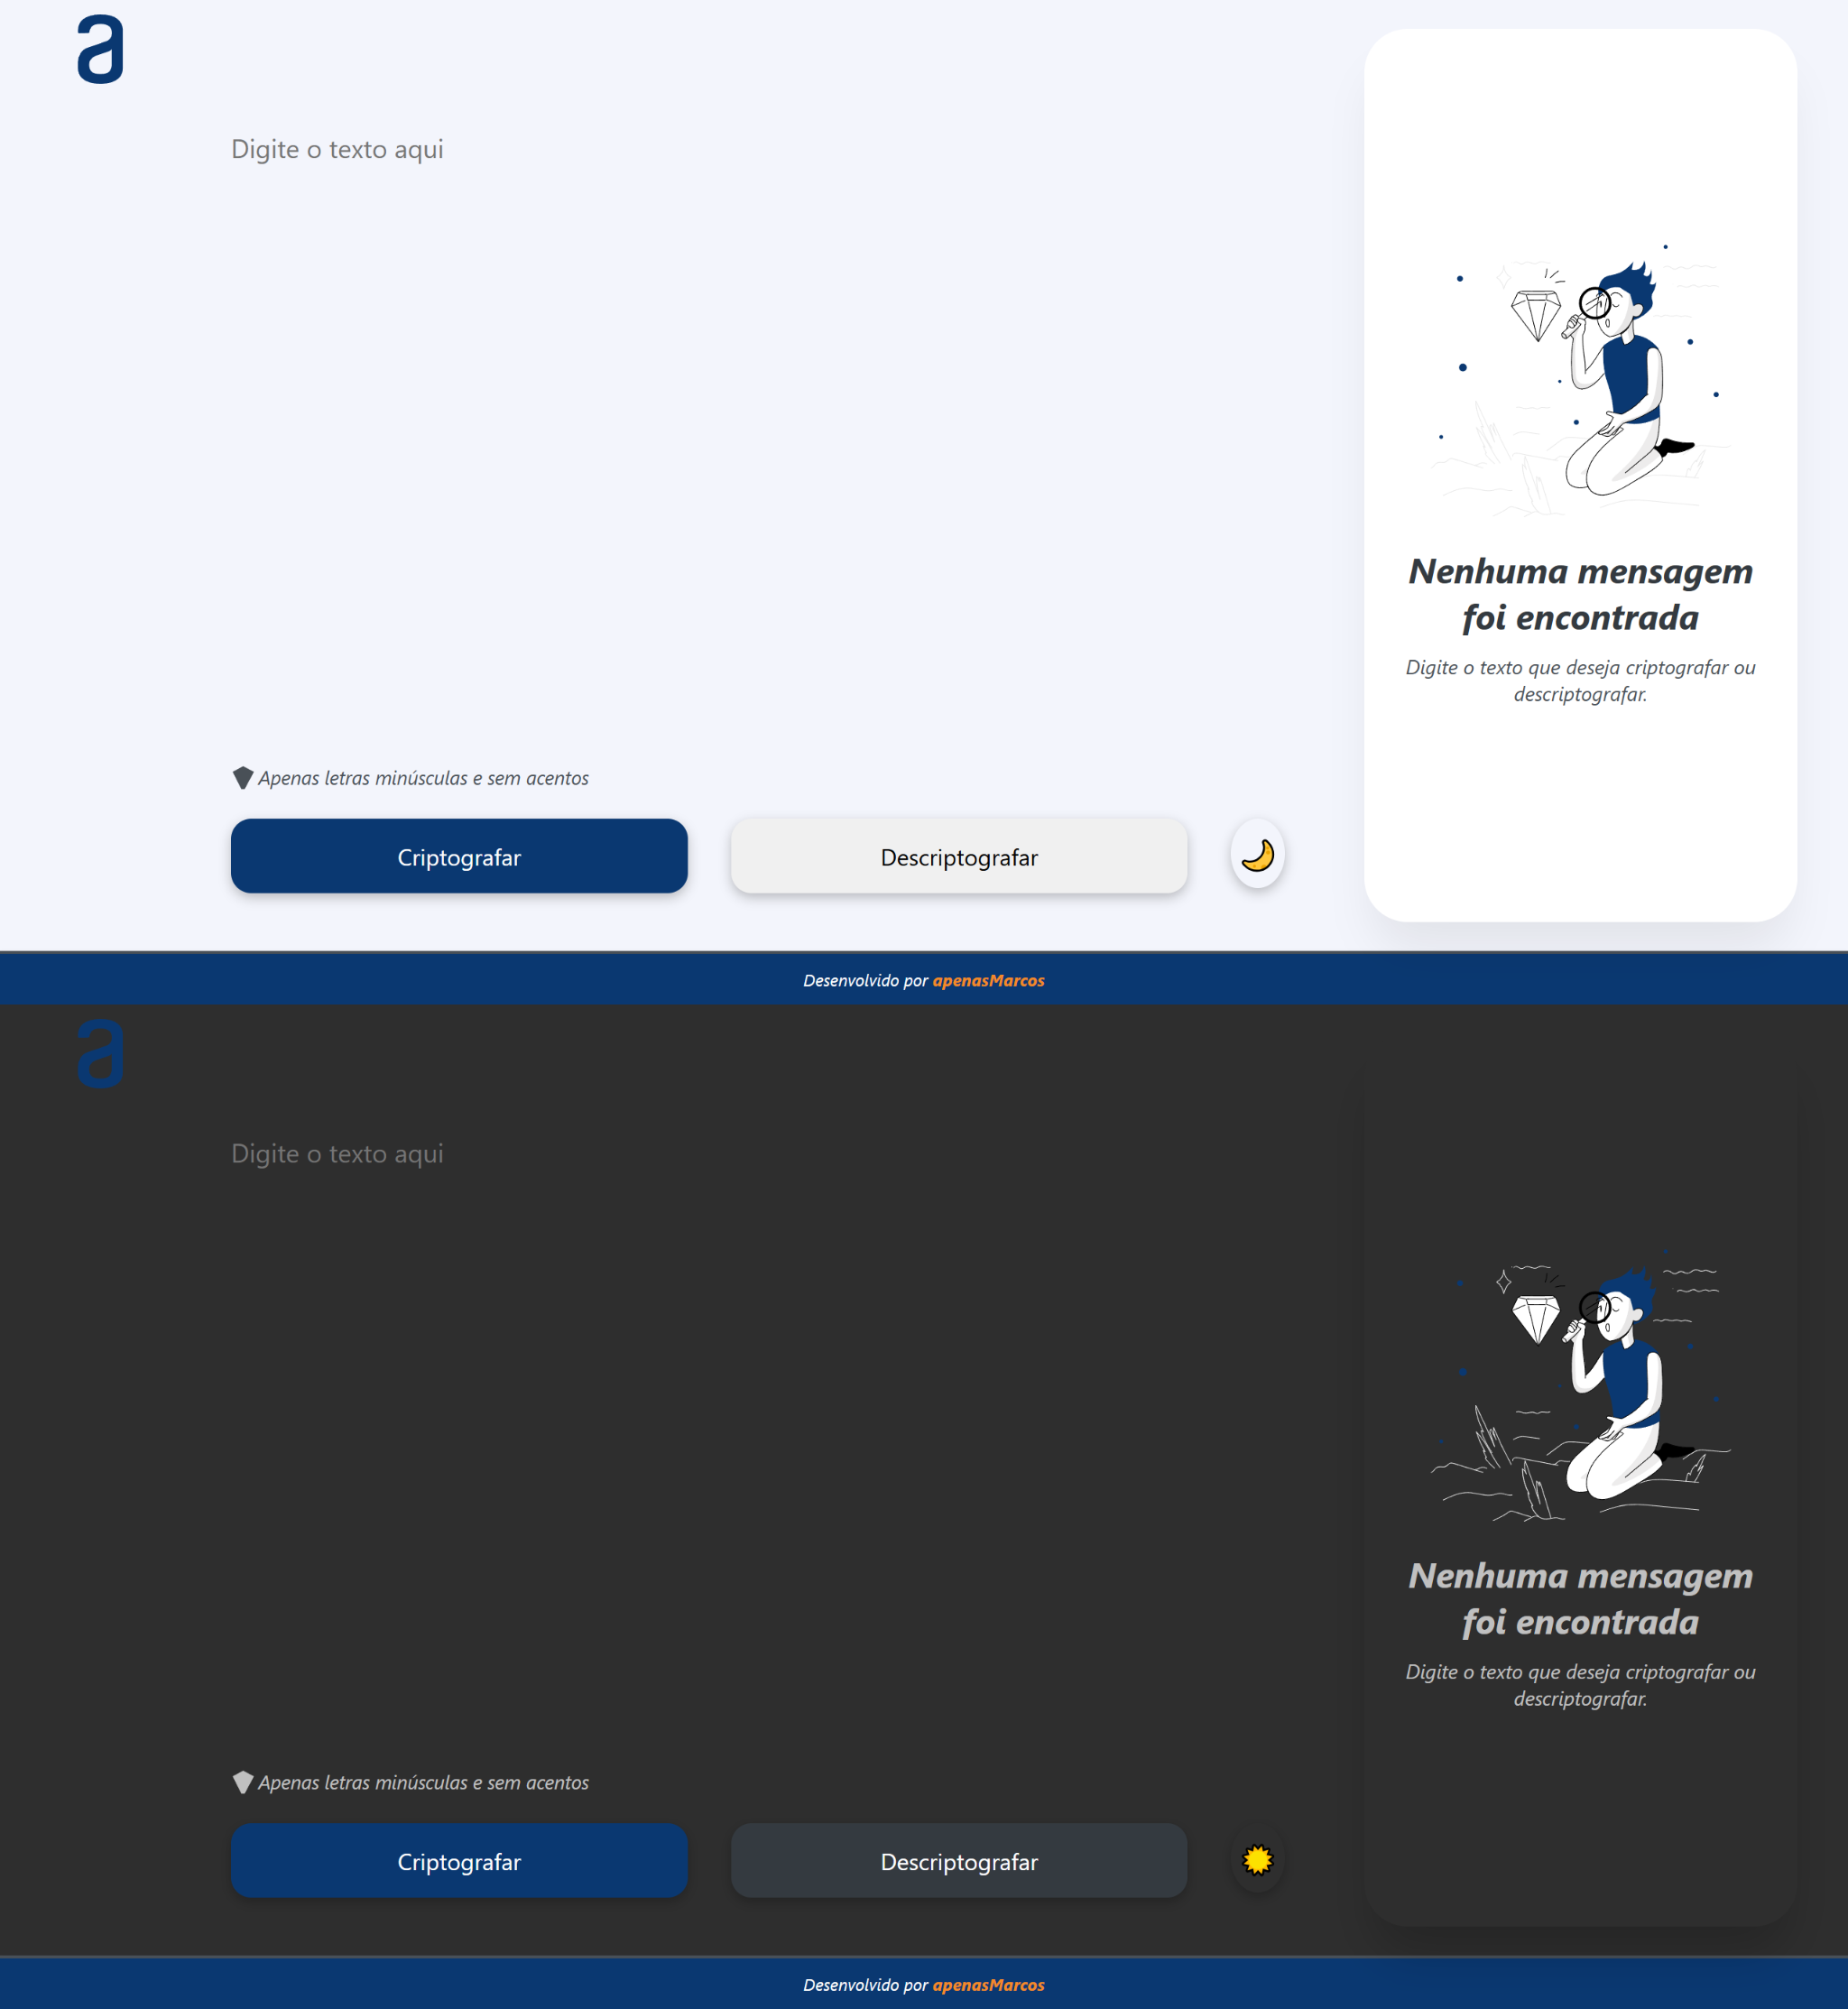 a
Digite o texto aqui
Nenhuma mensagem
foi encontrada
Digite o texto que deseja criptografar ou
descriptografar.
Apenas letras minúsculas e sem acentos
Criptografar
Descriptografar
Desenvolvido por apenasMarcos
a
Digite o texto aqui
Nenhuma mensagem
foi encontrada
Digite o texto que deseja criptografar ou
descriptografar.
Apenas letras minúsculas e sem acentos
Criptografar
Descriptografar
Desenvolvido por apenasMarcos